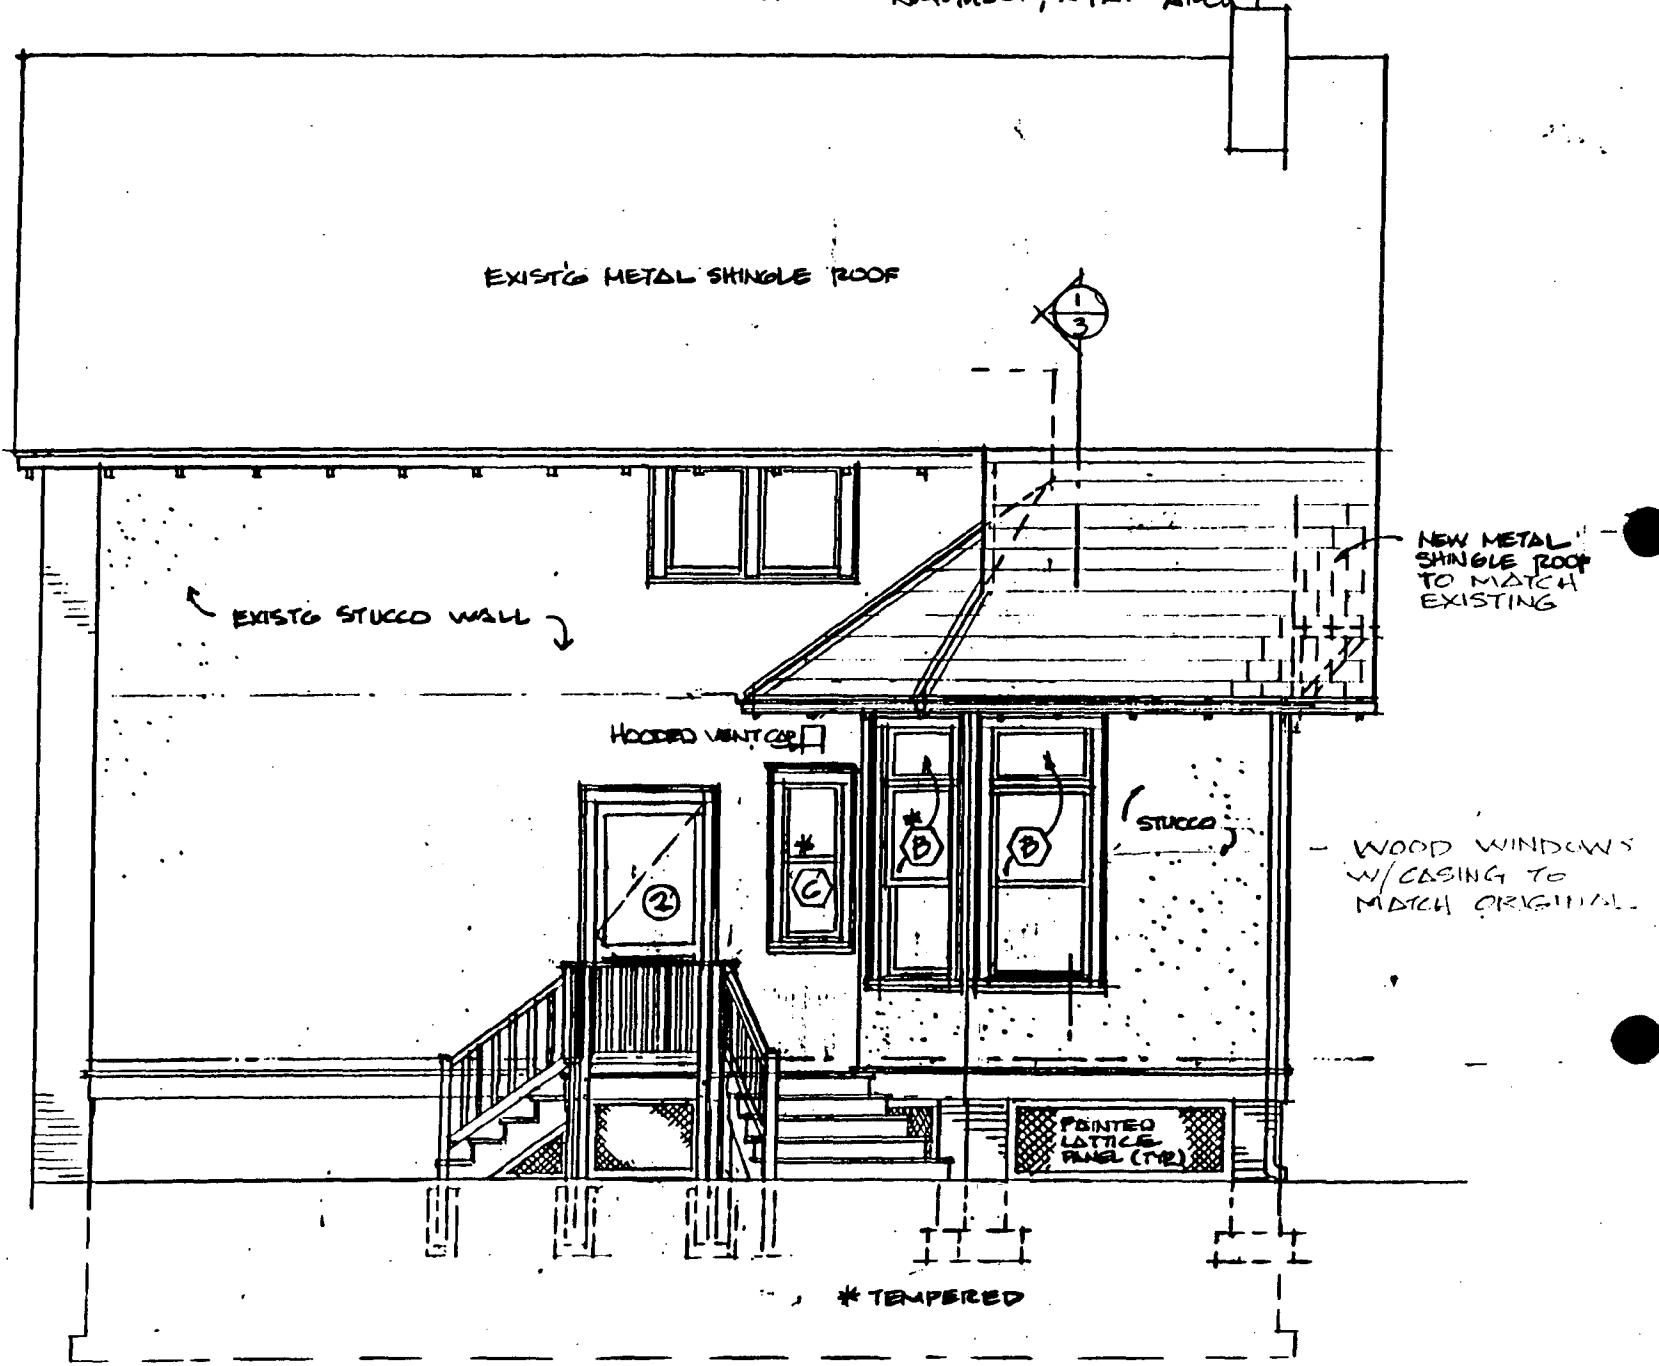 EXIST'G METAL SHINGLE ROOF
1
3
NEW METAL
SHINGLE ROOF
TO MATCH
EXISTING
EXIST'G STUCCO WALL
HOODED VENT CAP
* B
B
STUCCO
* C
2
- WOOD WINDOWS
W/CASING TO
MATCH ORIGINAL
PAINTED
LATTICE
PANEL (TYP.)
* TEMPERED